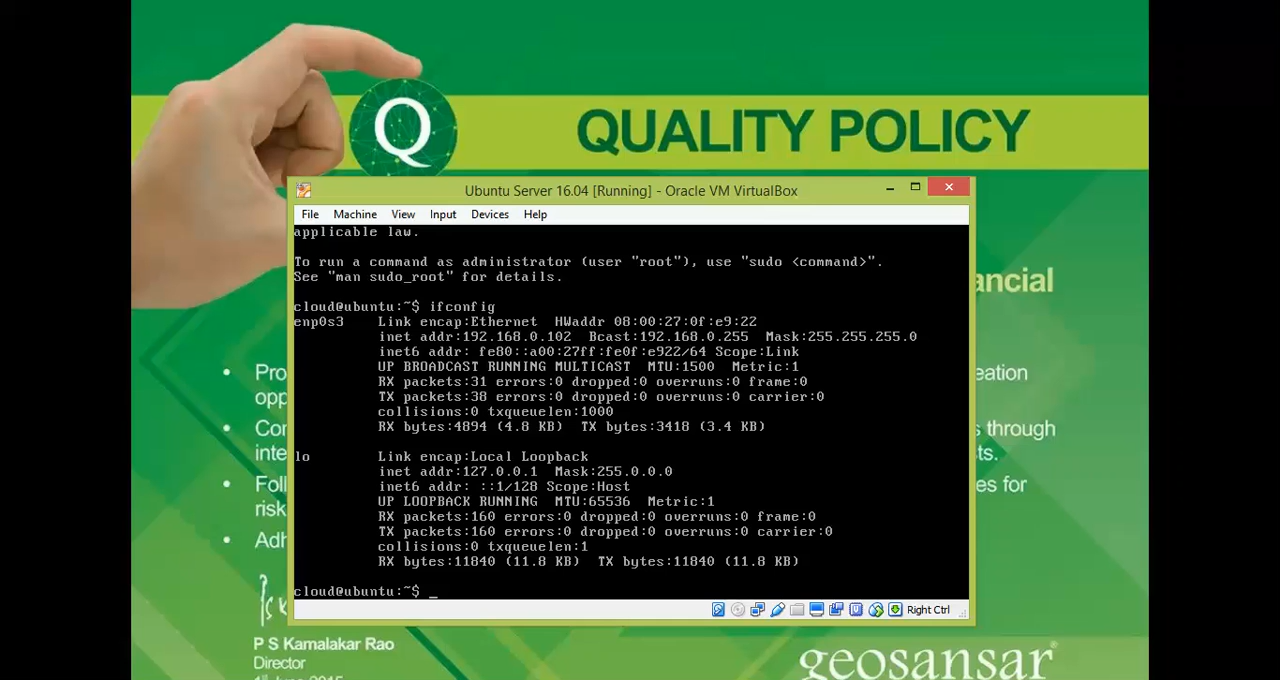 Q
QUALITY POLICY
Ubuntu Server 16.04 [Running] - Oracle VM VirtualBox
File Machine View Input Devices Help
applicable law.
To run a command as administrator (user "root"), use "sudo <command>".
See "man sudo_root" for details.
cloud@ubuntu:~$ ifconfig
enp0s3 Link encap:Ethernet HWaddr 08:00:27:0f:e9:22
inet addr:192.168.0.102 Bcast:192.168.0.255 Mask:255.255.255.0
inet6 addr: fe80::a00:27ff:fe0f:e922/64 Scope:Link
UP BROADCAST RUNNING MULTICAST MTU:1500 Metric:1
RX packets:31 errors:0 dropped:0 overruns:0 frame:0
TX packets:38 errors:0 dropped:0 overruns:0 carrier:0
collisions:0 txqueuelen:1000
RX bytes:4894 (4.8 KB) TX bytes:3418 (3.4 KB)
lo Link encap:Local Loopback
inet addr:127.0.0.1 Mask:255.0.0.0
inet6 addr: ::1/128 Scope:Host
UP LOOPBACK RUNNING MTU:65536 Metric:1
RX packets:160 errors:0 dropped:0 overruns:0 frame:0
TX packets:160 errors:0 dropped:0 overruns:0 carrier:0
collisions:0 txqueuelen:1
RX bytes:11840 (11.8 KB) TX bytes:11840 (11.8 KB)
cloud@ubuntu:~$ _
Right Ctrl
through
for
P S Kamalakar Rao
Director
geosansar